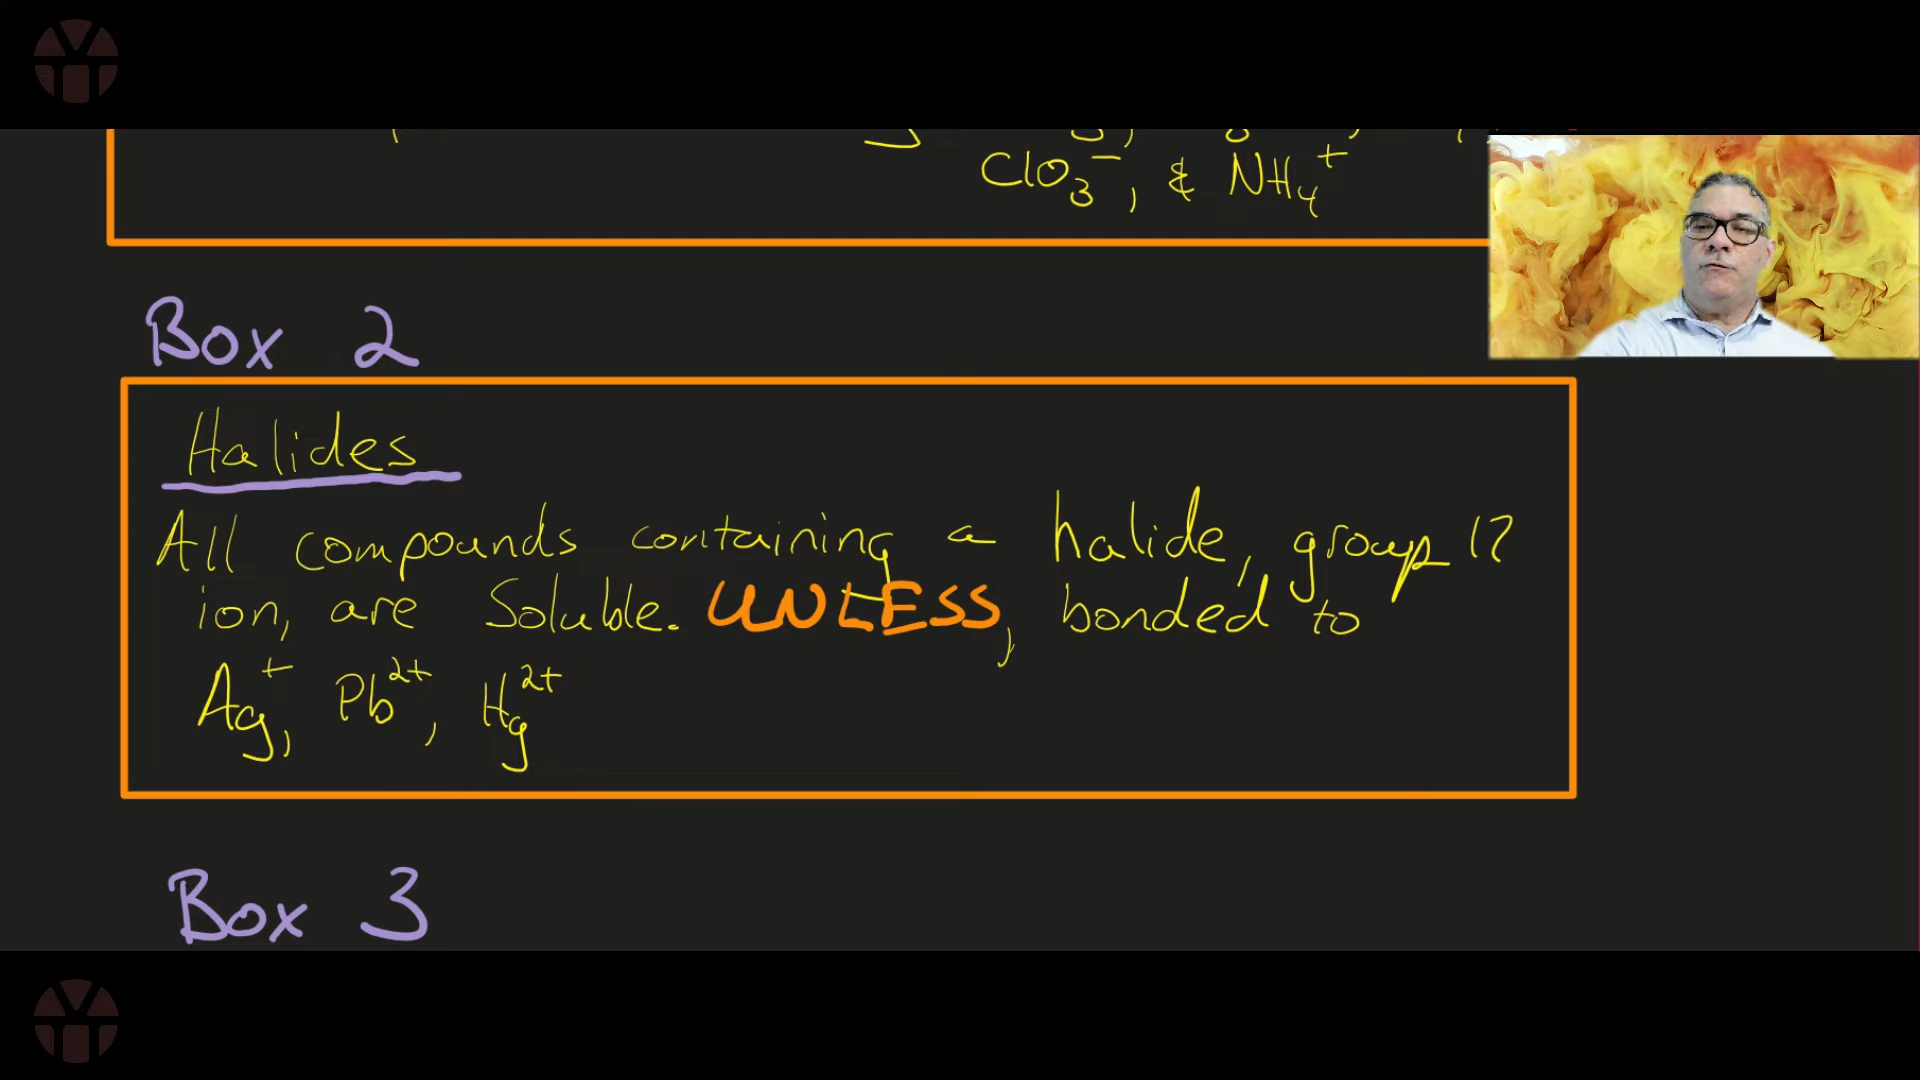 ClO₃⁻, & NH₄⁺
Box 2
Halides
All compounds containing a halide, group 17
ion, are Soluble. UNLESS, bonded to
Ag⁺, Pb²⁺, Hg²⁺
Box 3